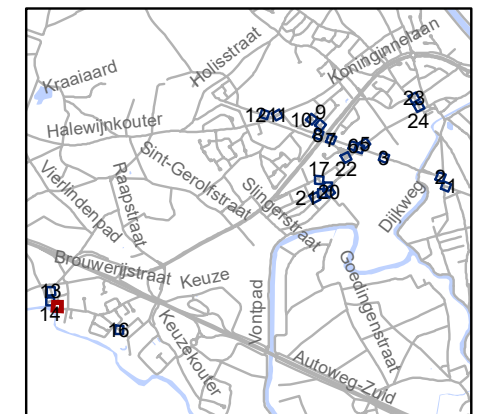 Koninginnelaan
Holisstraat
Kraaiaard
Halewijnkouter
Sint-Gerolfstraat
Vierlindenpad
Raapstraat
Slingerstraat
Dijkweg
Brouwerijstraat
Keuze
Vontpad
Goedingenstraat
Keuzekouter
Autoweg-Zuid
23
24
12
11
10
9
8
7
5
3
22
2
1
17
20
21
13
14
16